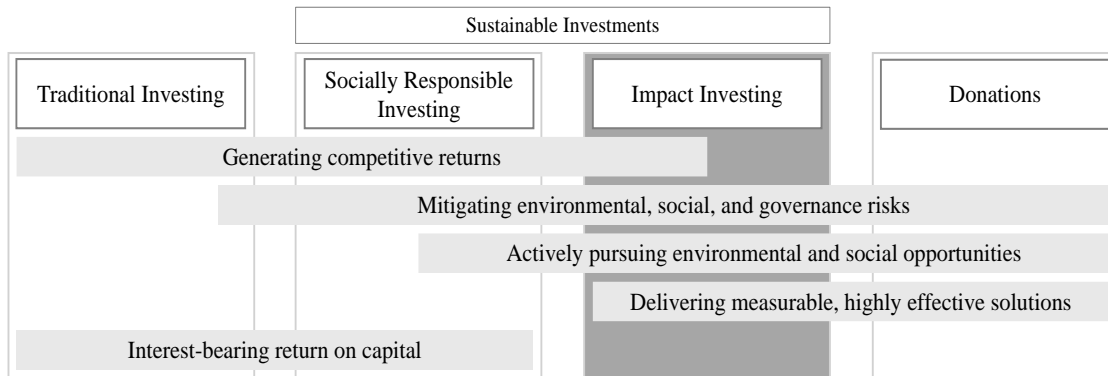 Sustainable Investments
Traditional Investing
Socially Responsible
Investing
Impact Investing
Donations
Generating competitive returns
Mitigating environmental, social, and governance risks
Actively pursuing environmental and social opportunities
Delivering measurable, highly effective solutions
Interest-bearing return on capital